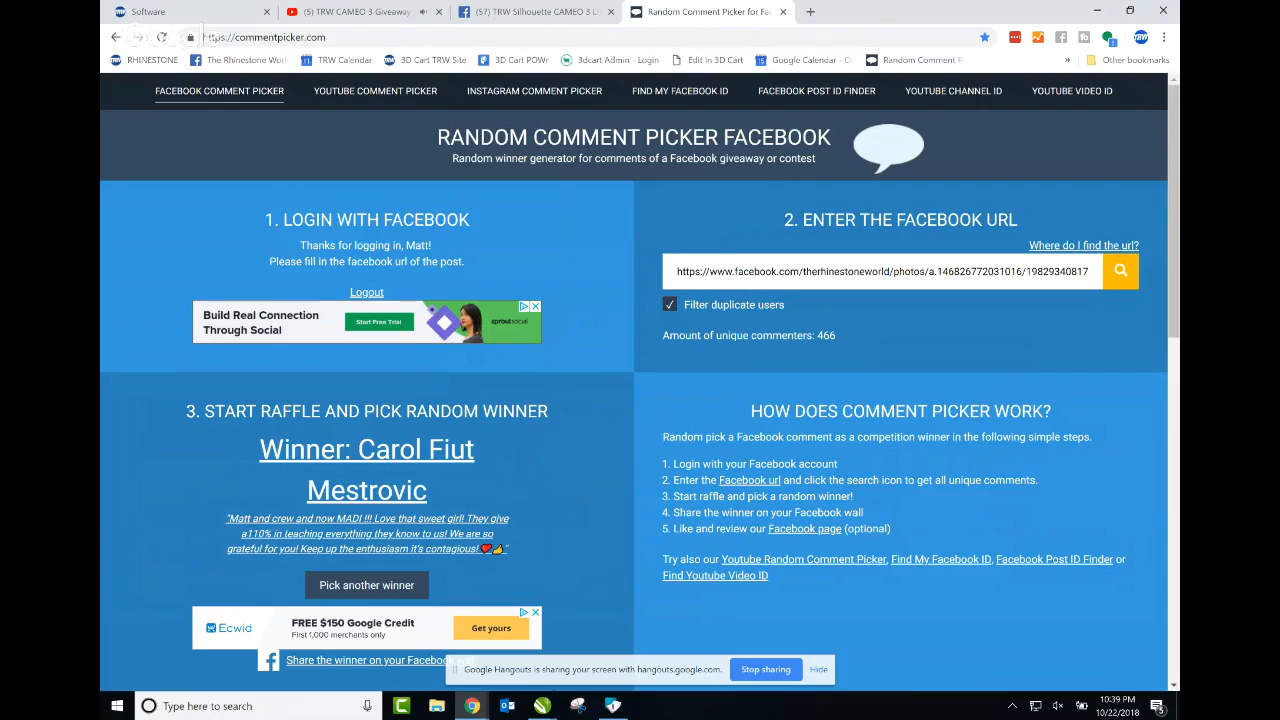 Software
(5) TRW CAMEO 3 Giveaway
(57) TRW Silhouette CAMEO 3 L
Random Comment Picker for Fa
https://commentpicker.com
RHINESTONE
The Rhinestone Worl
TRW Calendar
3D Cart TRW Site
3D Cart POWr
3dcart Admin - Login
Edit in 3D Cart
Google Calendar - O
Random Comment P
Other bookmarks
FACEBOOK COMMENT PICKER
YOUTUBE COMMENT PICKER
INSTAGRAM COMMENT PICKER
FIND MY FACEBOOK ID
FACEBOOK POST ID FINDER
YOUTUBE CHANNEL ID
YOUTUBE VIDEO ID
RANDOM COMMENT PICKER FACEBOOK
Random winner generator for comments of a Facebook giveaway or contest
1. LOGIN WITH FACEBOOK
Thanks for logging in, Matt!
Please fill in the facebook url of the post.
Logout
Build Real Connection
Through Social
Start Free Trial
sproutsocial
2. ENTER THE FACEBOOK URL
Where do I find the url?
https://www.facebook.com/therhinestoneworld/photos/a.146826772031016/19829340817
Filter duplicate users
Amount of unique commenters: 466
3. START RAFFLE AND PICK RANDOM WINNER
Winner: Carol Fiut
Mestrovic
"Matt and crew and now MADI !!! Love that sweet girl! They give
a110% in teaching everything they know to us! We are so
grateful for you! Keep up the enthusiasm it's contagious!❤️👍"
Pick another winner
Ecwid
FREE $150 Google Credit
First 1,000 merchants only
Get yours
Share the winner on your Facebook
HOW DOES COMMENT PICKER WORK?
Random pick a Facebook comment as a competition winner in the following simple steps.
1. Login with your Facebook account
2. Enter the Facebook url and click the search icon to get all unique comments.
3. Start raffle and pick a random winner!
4. Share the winner on your Facebook wall
5. Like and review our Facebook page (optional)
Try also our Youtube Random Comment Picker, Find My Facebook ID, Facebook Post ID Finder or
Find Youtube Video ID
Google Hangouts is sharing your screen with hangouts.google.com.
Stop sharing
Hide
Type here to search
10:39 PM
10/22/2018
5